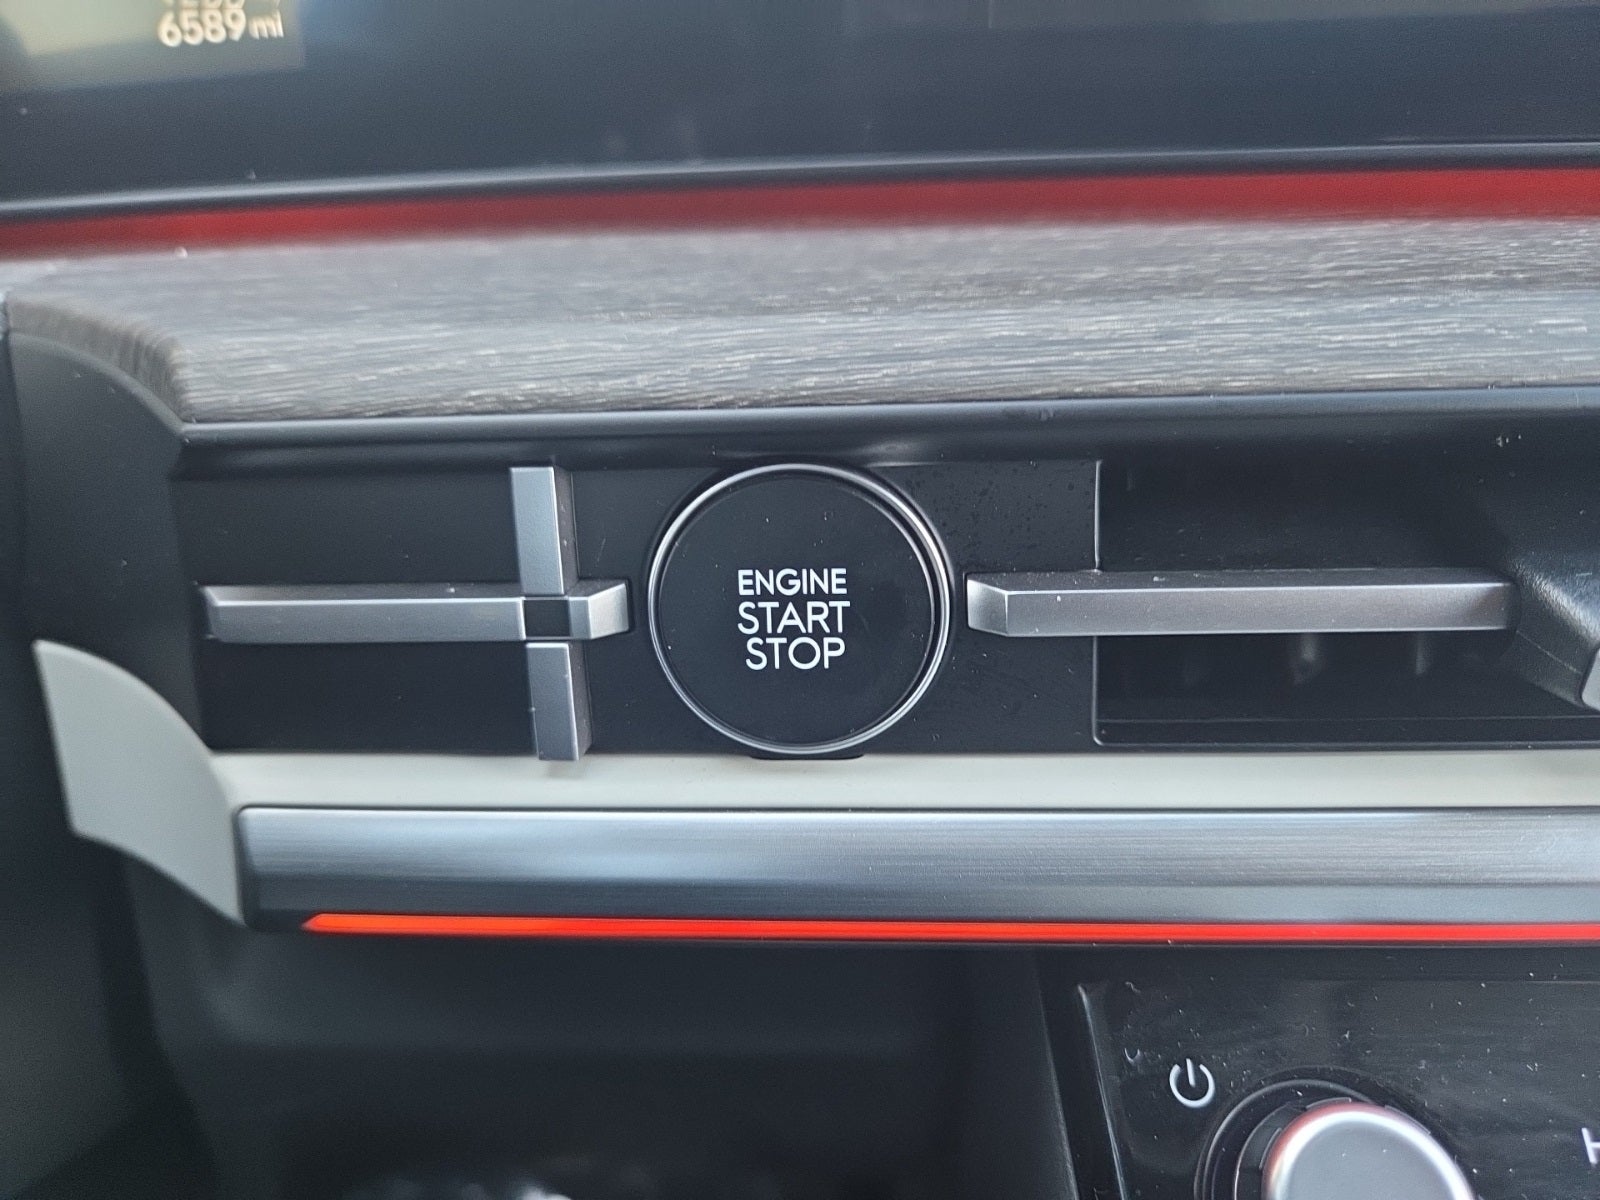 6589 mi
ENGINE
START
STOP